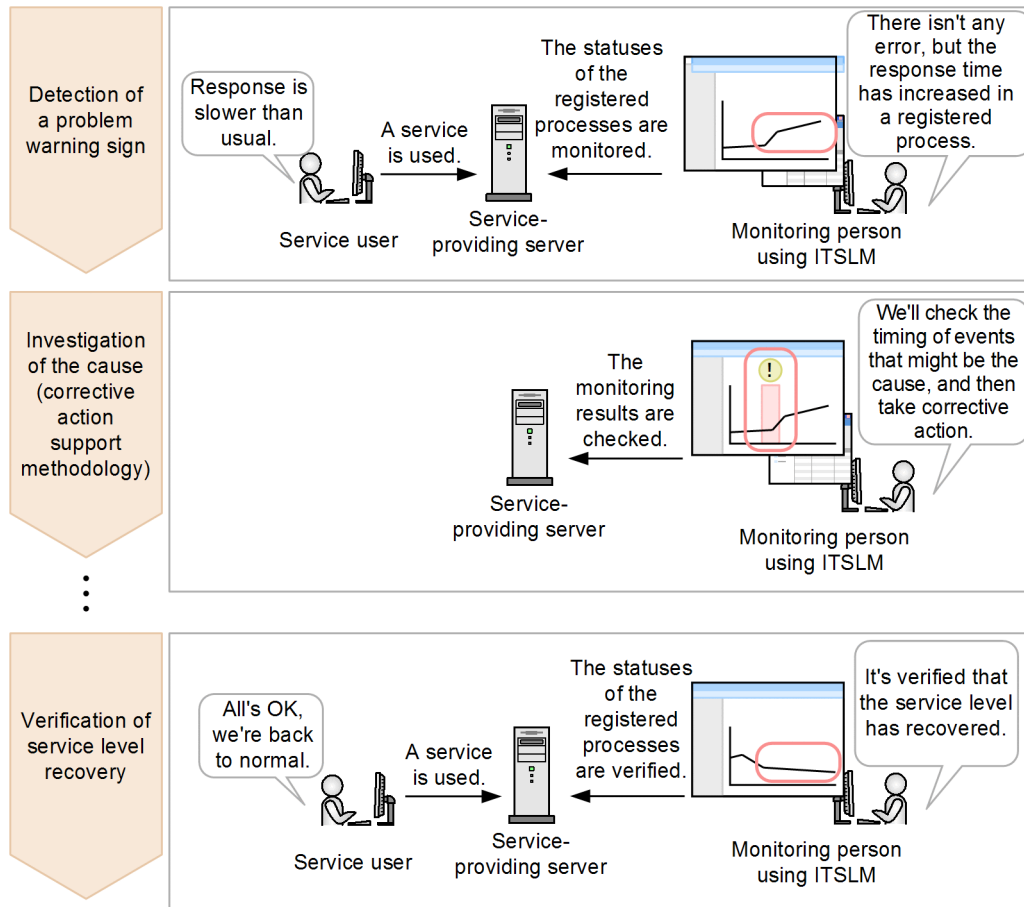 Detection of
a problem
warning sign
Response is
slower than
usual.
A service
is used.
Service user
Service-
providing server
The statuses
of the
registered
processes are
monitored.
There isn't any
error, but the
response time
has increased in
a registered
process.
Monitoring person
using ITSLM
Investigation
of the cause
(corrective
action
support
methodology)
Service-
providing server
The
monitoring
results are
checked.
!
We'll check the
timing of events
that might be the
cause, and then
take corrective
action.
Monitoring person
using ITSLM
Verification of
service level
recovery
All's OK,
we're back
to normal.
A service
is used.
Service user
Service-
providing server
The statuses
of the
registered
processes
are verified.
It's verified that
the service level
has recovered.
Monitoring person
using ITSLM